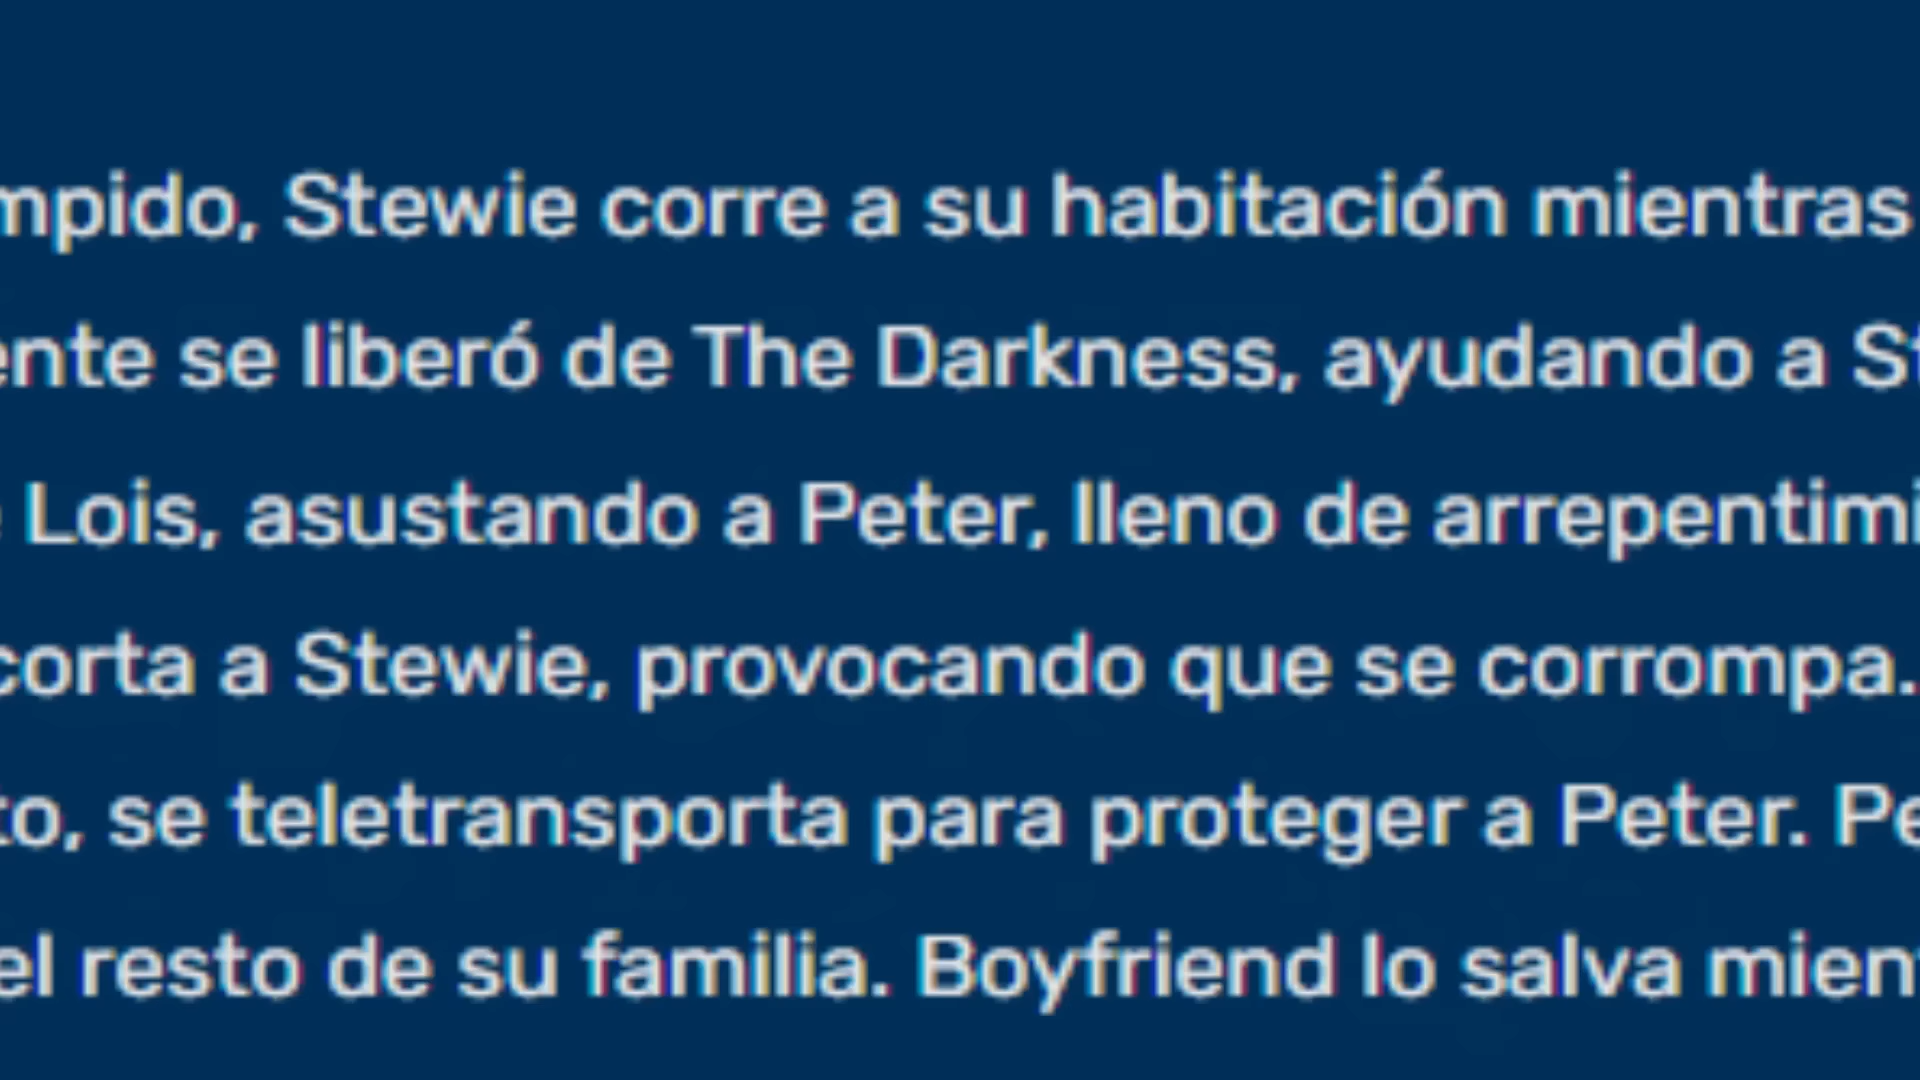 mpido, Stewie corre a su habitación mientras
ente se liberó de The Darkness, ayudando a St
Lois, asustando a Peter, lleno de arrepentimi
corta a Stewie, provocando que se corrompa.
to, se teletransporta para proteger a Peter. Pe
el resto de su familia. Boyfriend lo salva mient